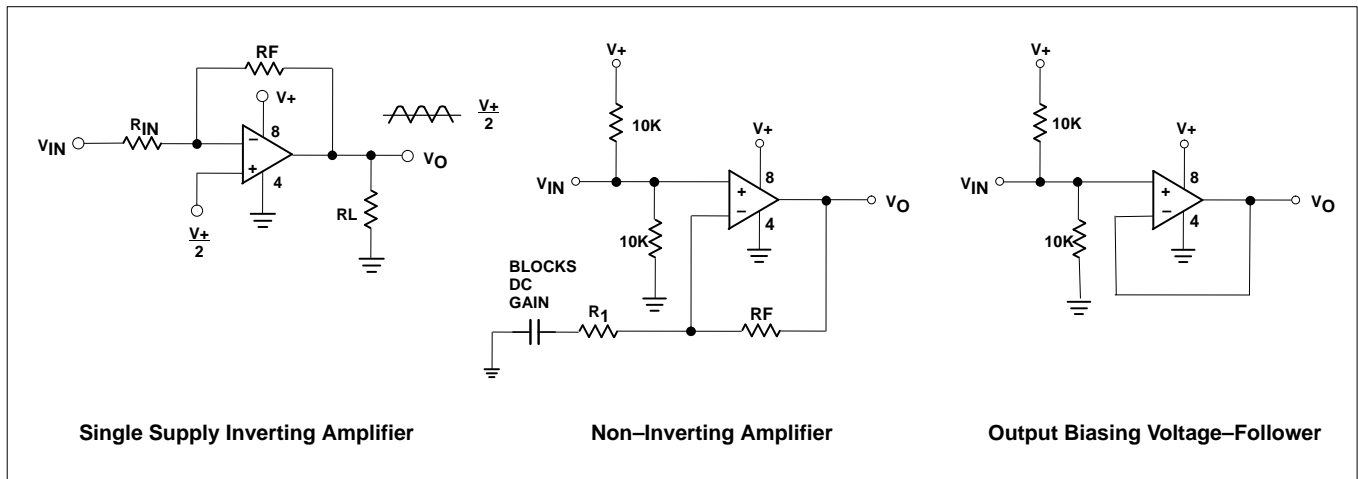 RF
V+
V+
2
8
RIN
VIN
−
+
VO
4
RL
V+
2
Single Supply Inverting Amplifier
V+
10K
V+
8
VIN
+
−
VO
4
10K
BLOCKS
DC
GAIN
R1
RF
Non–Inverting Amplifier
V+
10K
V+
8
VIN
+
−
VO
4
10K
Output Biasing Voltage–Follower